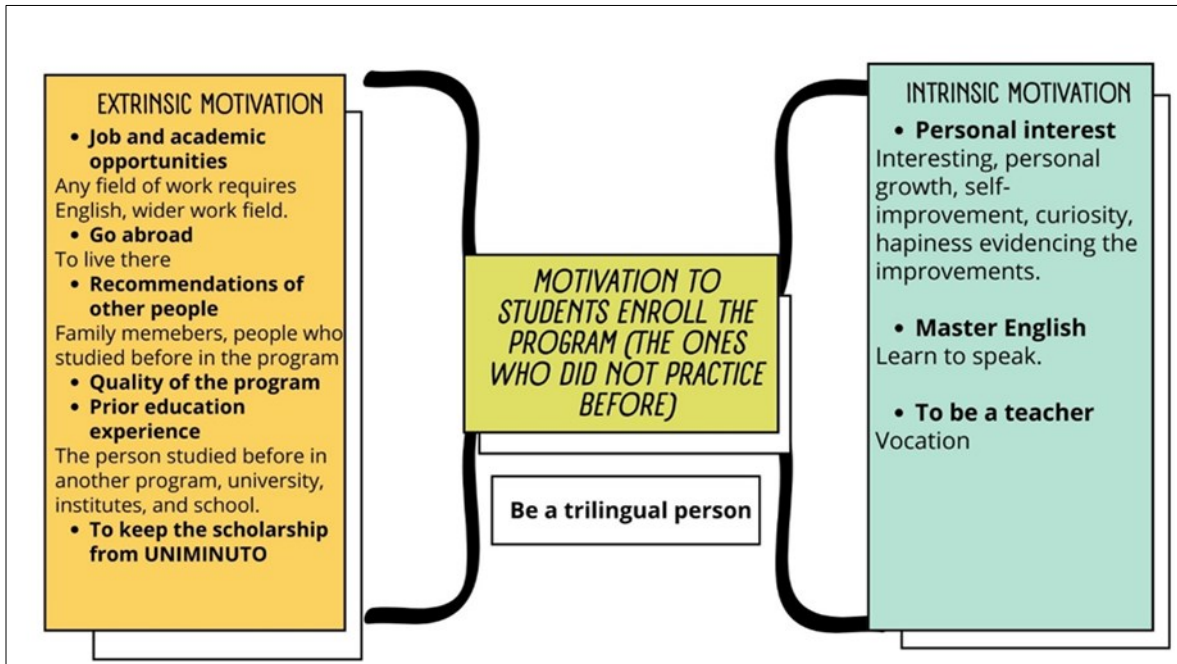 EXTRINSIC MOTIVATION
• Job and academic
opportunities
Any field of work requires
English, wider work field.
• Go abroad
To live there
• Recommendations of
other people
Family memebers, people who
studied before in the program
• Quality of the program
• Prior education
experience
The person studied before in
another program, university,
institutes, and school.
• To keep the scholarship
from UNIMINUTO
MOTIVATION TO
STUDENTS ENROLL THE
PROGRAM (THE ONES
WHO DID NOT PRACTICE
BEFORE)
Be a trilingual person
INTRINSIC MOTIVATION
• Personal interest
Interesting, personal
growth, self-
improvement, curiosity,
hapiness evidencing the
improvements.
• Master English
Learn to speak.
• To be a teacher
Vocation